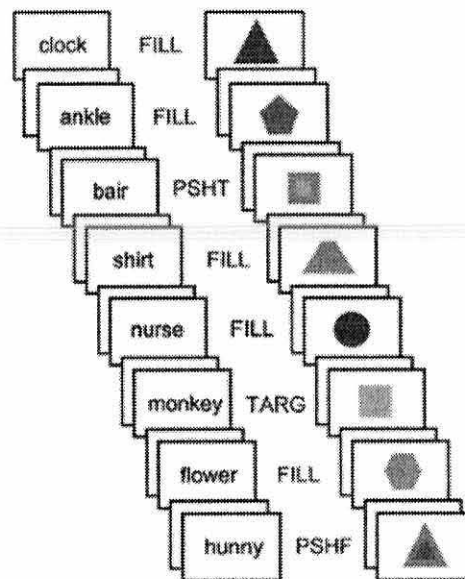 clock FILL
ankle FILL
bair PSHT
shirt FILL
nurse FILL
monkey TARG
flower FILL
hunny PSHF